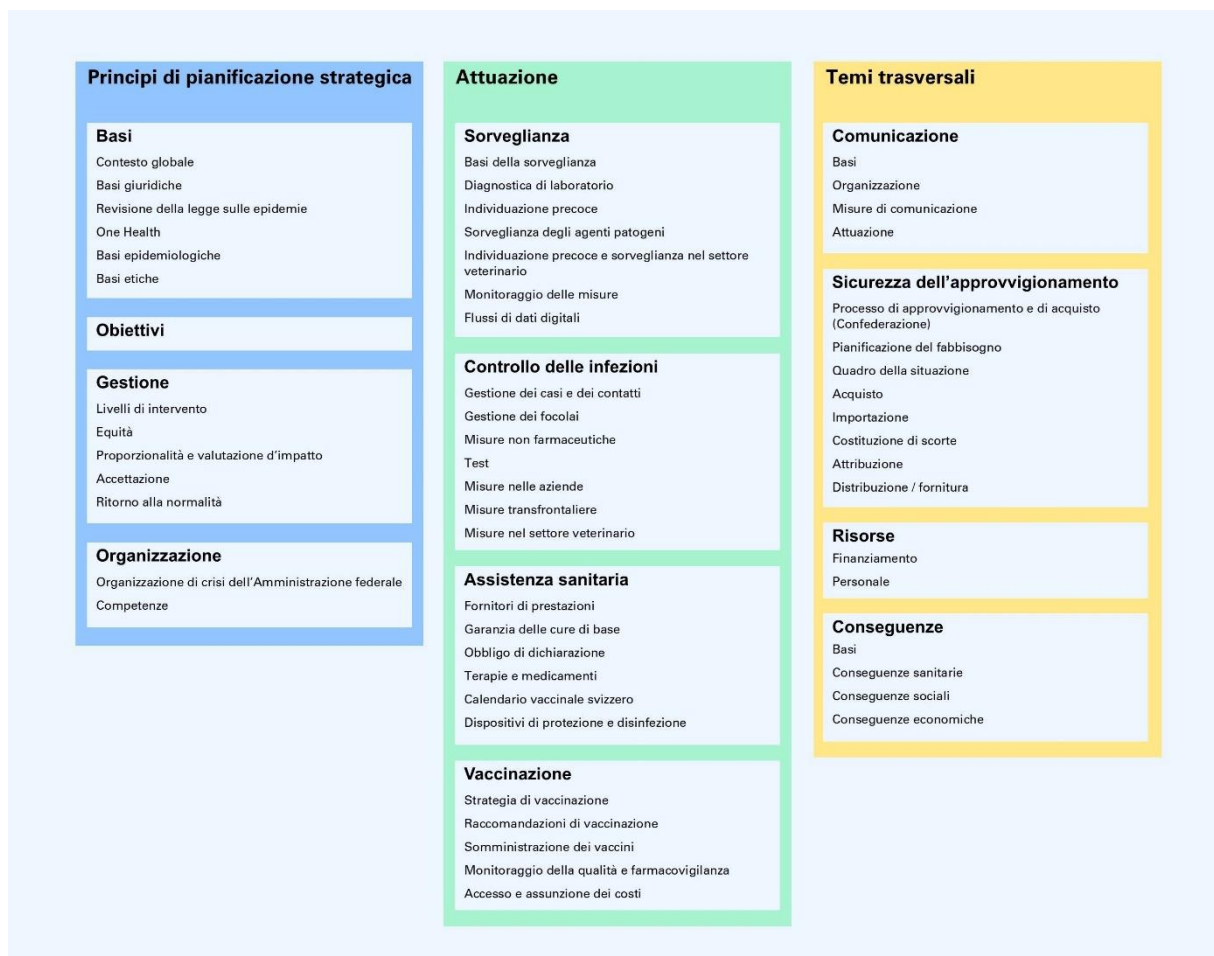 Principi di pianificazione strategica
Basi
Contesto globale
Basi giuridiche
Revisione della legge sulle epidemie
One Health
Basi epidemiologiche
Basi etiche
Obiettivi
Gestione
Livelli di intervento
Equità
Proporzionalità e valutazione d’impatto
Accettazione
Ritorno alla normalità
Organizzazione
Organizzazione di crisi dell’Amministrazione federale
Competenze
Attuazione
Sorveglianza
Basi della sorveglianza
Diagnostica di laboratorio
Individuazione precoce
Sorveglianza degli agenti patogeni
Individuazione precoce e sorveglianza nel settore
veterinario
Monitoraggio delle misure
Flussi di dati digitali
Controllo delle infezioni
Gestione dei casi e dei contatti
Gestione dei focolai
Misure non farmaceutiche
Test
Misure nelle aziende
Misure transfrontaliere
Misure nel settore veterinario
Assistenza sanitaria
Fornitori di prestazioni
Garanzia delle cure di base
Obbligo di dichiarazione
Terapie e medicamenti
Calendario vaccinale svizzero
Dispositivi di protezione e disinfezione
Vaccinazione
Strategia di vaccinazione
Raccomandazioni di vaccinazione
Somministrazione dei vaccini
Monitoraggio della qualità e farmacovigilanza
Accesso e assunzione dei costi
Temi trasversali
Comunicazione
Basi
Organizzazione
Misure di comunicazione
Attuazione
Sicurezza dell’approvvigionamento
Processo di approvvigionamento e di acquisto
(Confederazione)
Pianificazione del fabbisogno
Quadro della situazione
Acquisto
Importazione
Costituzione di scorte
Attribuzione
Distribuzione / fornitura
Risorse
Finanziamento
Personale
Conseguenze
Basi
Conseguenze sanitarie
Conseguenze sociali
Conseguenze economiche